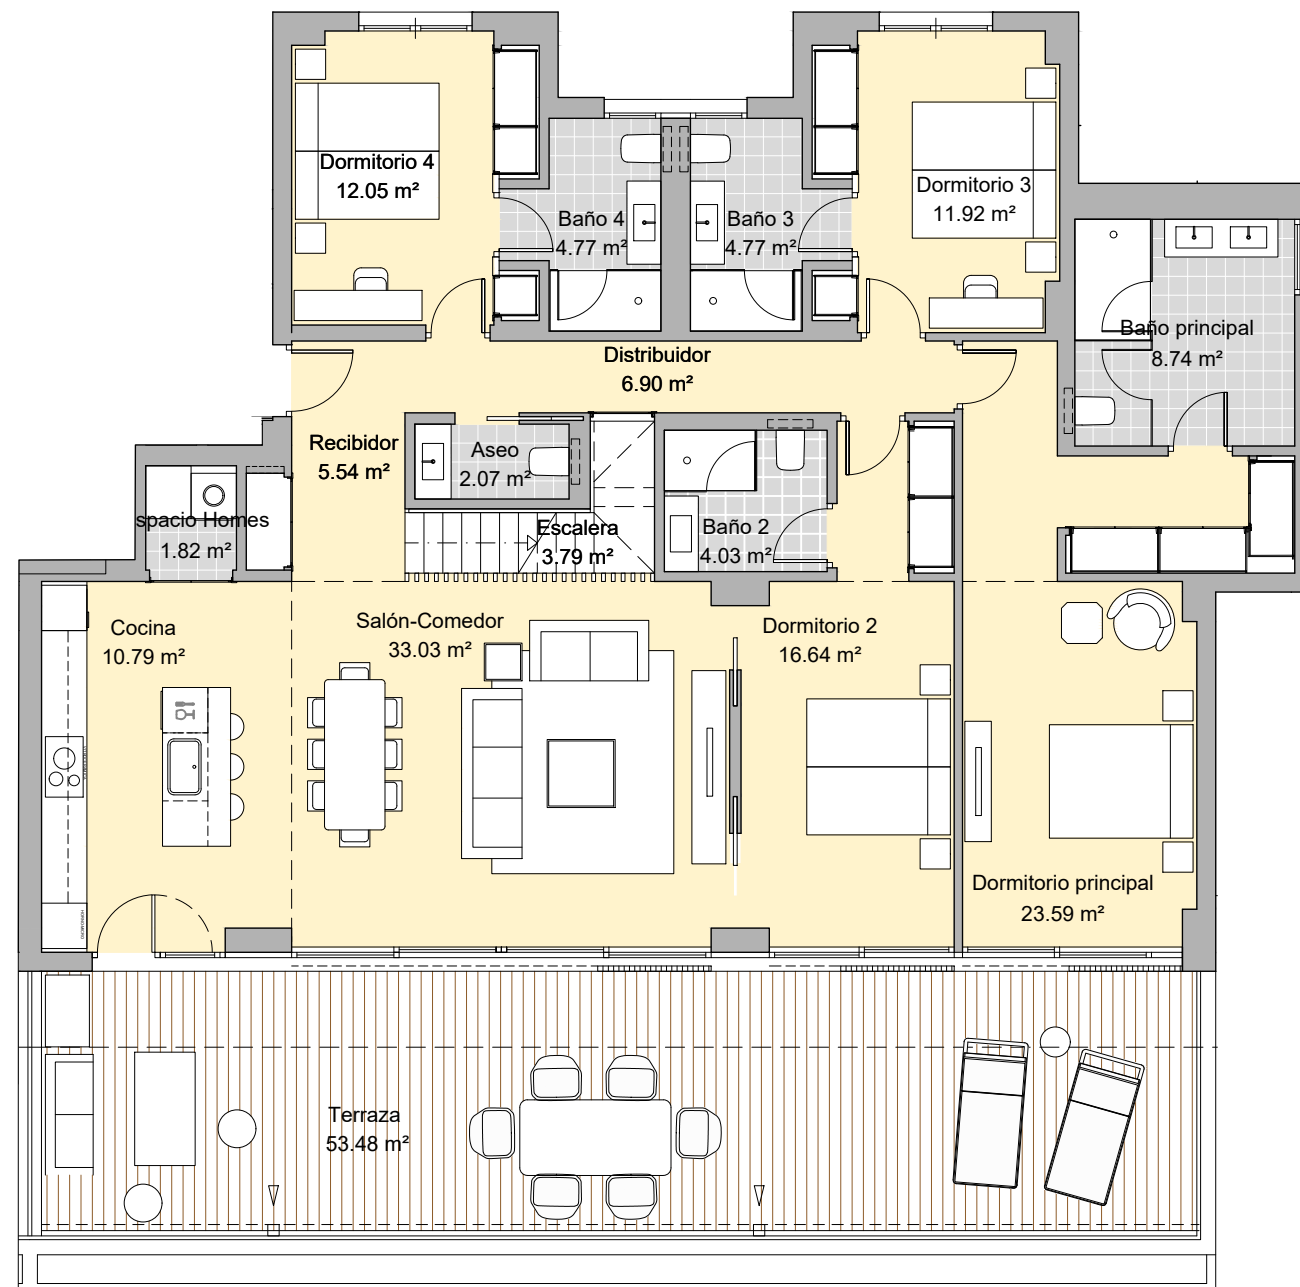 Dormitorio 4
12.05 m²
Dormitorio 3
11.92 m²
Baño 4
4.77 m²
Baño 3
4.77 m²
Baño principal
8.74 m²
Distribuidor
6.90 m²
Recibidor
5.54 m²
Aseo
2.07 m²
spacio Homes
1.82 m²
Escalera
3.79 m²
Baño 2
4.03 m²
Cocina
10.79 m²
Salón-Comedor
33.03 m²
Dormitorio 2
16.64 m²
Dormitorio principal
23.59 m²
Terraza
53.48 m²